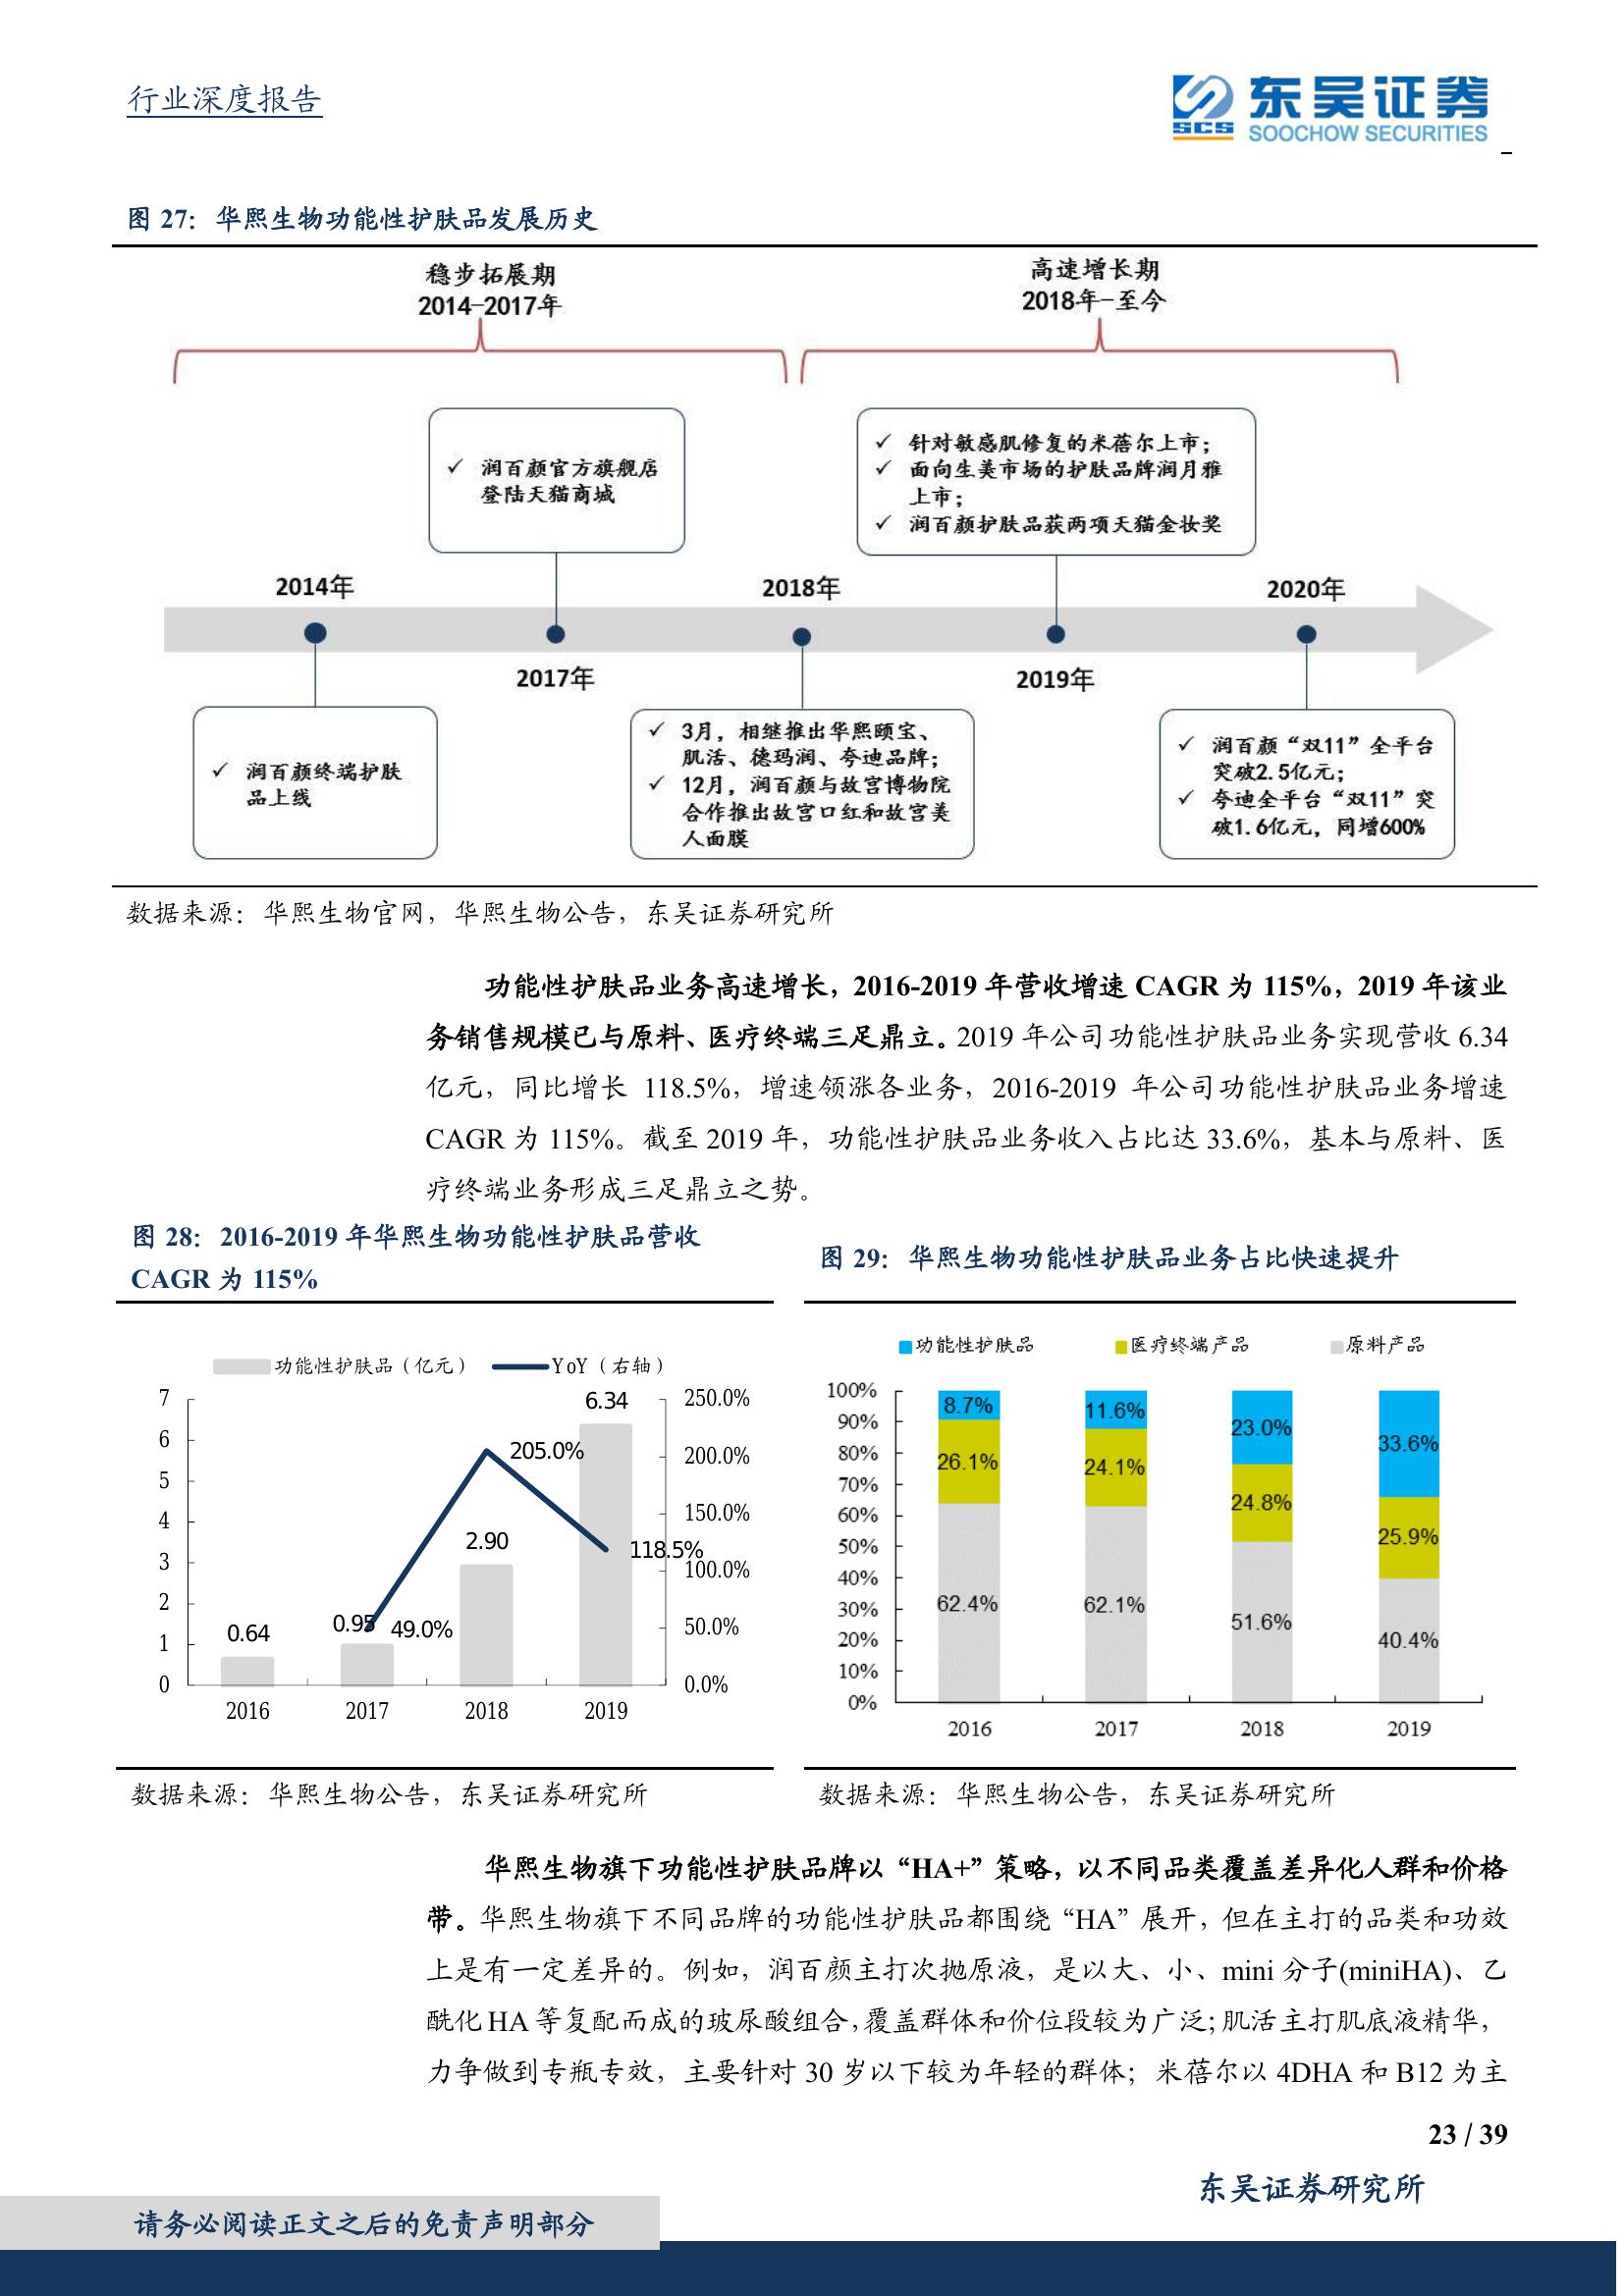 行业深度报告
东吴证券
SCS
SOOCHOW SECURITIES
图 27：华熙生物功能性护肤品发展历史
稳步拓展期
2014-2017年
高速增长期
2018年-至今
✓ 润百颜官方旗舰店
登陆天猫商城
✓ 针对敏感肌修复的米蓓尔上市；
✓ 面向生美市场的护肤品牌润月雅
上市；
✓ 润百颜护肤品获两项天猫金妆奖
2014年
2018年
2020年
2017年
2019年
✓ 润百颜终端护肤
品上线
✓ 3月，相继推出华熙颐宝、
肌活、德玛润、夸迪品牌；
✓ 12月，润百颜与故宫博物院
合作推出故宫口红和故宫美
人面膜
✓ 润百颜“双11”全平台
突破2.5亿元；
✓ 夸迪全平台“双11”突
破1.6亿元，同增600%
数据来源：华熙生物官网，华熙生物公告，东吴证券研究所
功能性护肤品业务高速增长，2016-2019 年营收增速 CAGR 为 115%，2019 年该业
务销售规模已与原料、医疗终端三足鼎立。2019 年公司功能性护肤品业务实现营收 6.34
亿元，同比增长 118.5%，增速领涨各业务，2016-2019 年公司功能性护肤品业务增速
CAGR 为 115%。截至 2019 年，功能性护肤品业务收入占比达 33.6%，基本与原料、医
疗终端业务形成三足鼎立之势。
图 28：2016-2019 年华熙生物功能性护肤品营收
CAGR 为 115%
功能性护肤品（亿元） YoY（右轴）
7
6
5
4
3
2
1
0
250.0%
200.0%
150.0%
100.0%
50.0%
0.0%
0.64
0.95
2.90
6.34
49.0%
205.0%
118.5%
2016 2017 2018 2019
数据来源：华熙生物公告，东吴证券研究所
图 29：华熙生物功能性护肤品业务占比快速提升
功能性护肤品 医疗终端产品 原料产品
100%
90%
80%
70%
60%
50%
40%
30%
20%
10%
0%
8.7% 11.6% 23.0% 33.6%
26.1% 24.1% 24.8% 25.9%
62.4% 62.1% 51.6% 40.4%
2016 2017 2018 2019
数据来源：华熙生物公告，东吴证券研究所
华熙生物旗下功能性护肤品牌以“HA+”策略，以不同品类覆盖差异化人群和价格
带。华熙生物旗下不同品牌的功能性护肤品都围绕“HA”展开，但在主打的品类和功效
上是有一定差异的。例如，润百颜主打次抛原液，是以大、小、mini 分子(miniHA)、乙
酰化 HA 等复配而成的玻尿酸组合，覆盖群体和价位段较为广泛；肌活主打肌底液精华，
力争做到专瓶专效，主要针对 30 岁以下较为年轻的群体；米蓓尔以 4DHA 和 B12 为主
23 / 39
东吴证券研究所
请务必阅读正文之后的免责声明部分